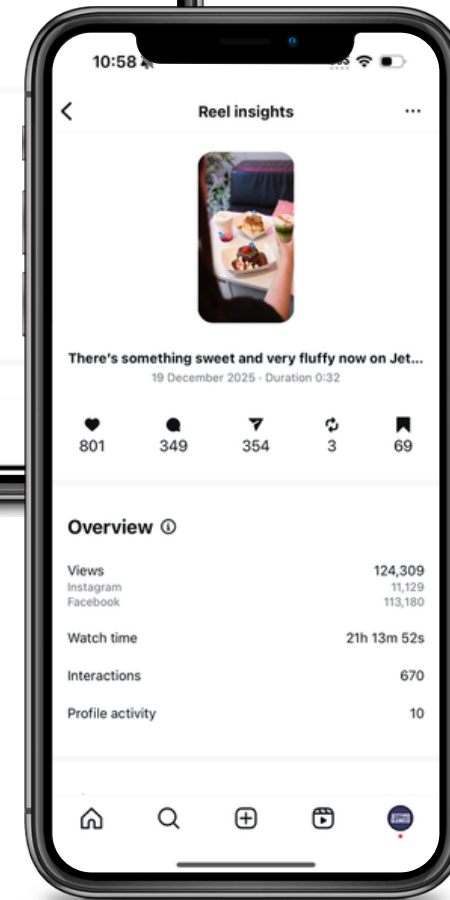 10:58
Reel insights
There's something sweet and very fluffy now on Jet...
19 December 2025 · Duration 0:32
801 349 354 3 69
Overview
Views 124,309
Instagram 11,129
Facebook 113,180
Watch time 21h 13m 52s
Interactions 670
Profile activity 10